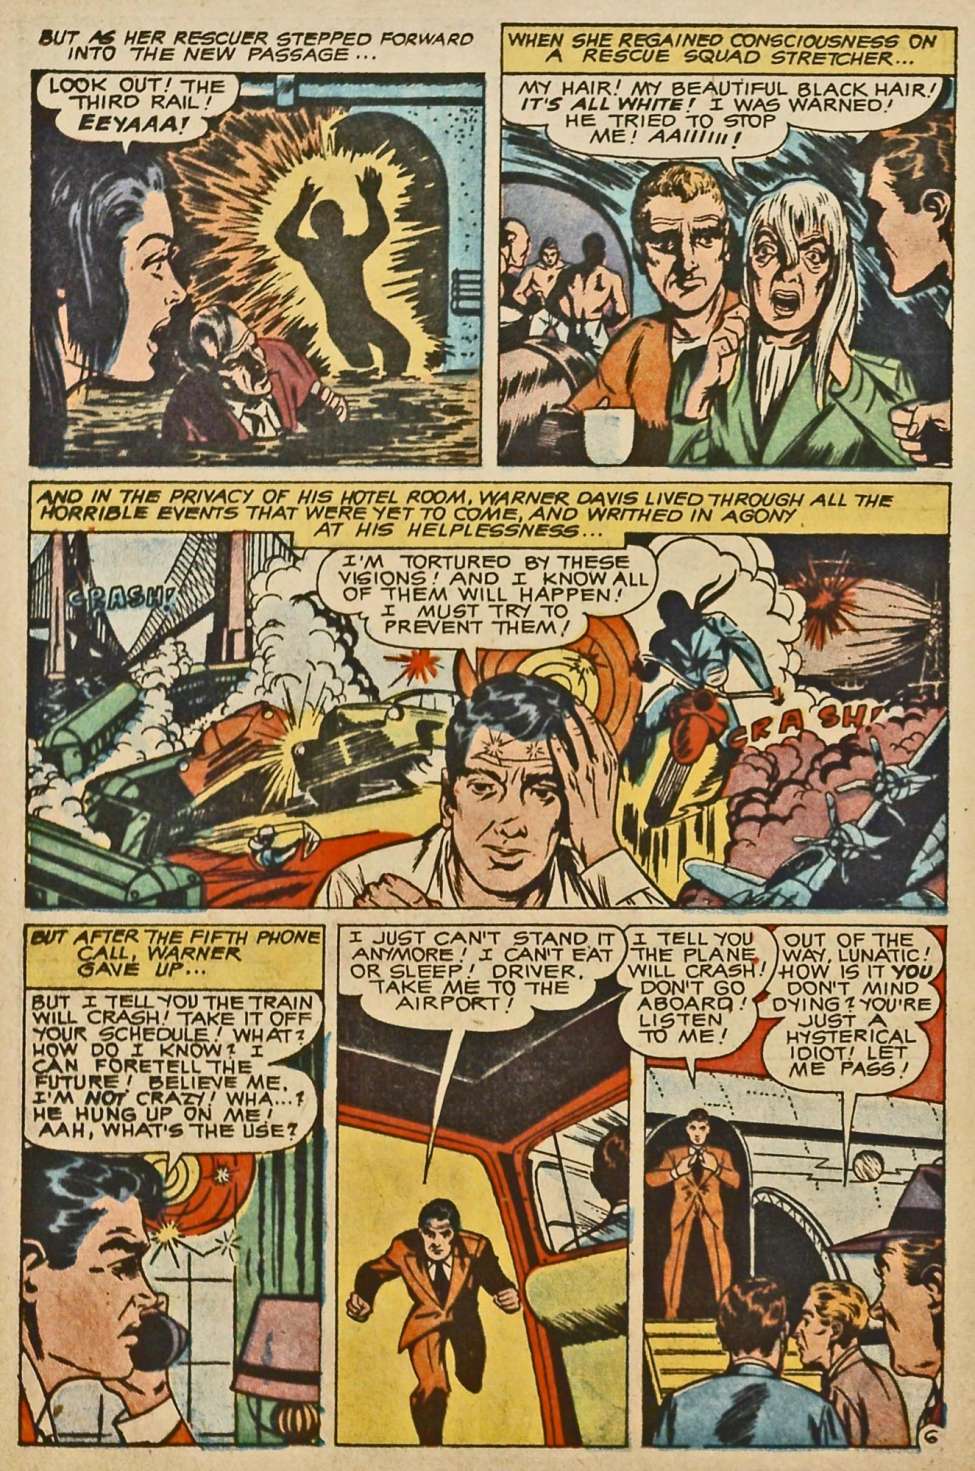 BUT AS HER RESCUER STEPPED FORWARD
INTO THE NEW PASSAGE...
LOOK OUT! THE
THIRD RAIL!
EEYAAA!
WHEN SHE REGAINED CONSCIOUSNESS ON
A RESCUE SQUAD STRETCHER...
MY HAIR! MY BEAUTIFUL BLACK HAIR!
IT'S ALL WHITE! I WAS WARNED!
HE TRIED TO STOP
ME! AAIIIIII!
AND IN THE PRIVACY OF HIS HOTEL ROOM, WARNER DAVIS LIVED THROUGH ALL THE
HORRIBLE EVENTS THAT WERE YET TO COME, AND WRITHED IN AGONY
AT HIS HELPLESSNESS...
CRASH!
I'M TORTURED BY THESE
VISIONS! AND I KNOW ALL
OF THEM WILL HAPPEN!
I MUST TRY TO
PREVENT THEM!
CRASH!
BUT AFTER THE FIFTH PHONE
CALL, WARNER
GAVE UP...
BUT I TELL YOU THE TRAIN
WILL CRASH! TAKE IT OFF
YOUR SCHEDULE! WHAT?
HOW DO I KNOW? I
CAN FORETELL THE
FUTURE! BELIEVE ME,
I'M NOT CRAZY! WHA...?
HE HUNG UP ON ME!
AAH, WHAT'S THE USE?
I JUST CAN'T STAND IT
ANYMORE! I CAN'T EAT
OR SLEEP! DRIVER,
TAKE ME TO THE
AIRPORT!
I TELL YOU
THE PLANE
WILL CRASH!
DON'T GO
ABOARD!
LISTEN
TO ME!
OUT OF THE
WAY, LUNATIC!
HOW IS IT YOU
DON'T MIND
DYING? YOU'RE
JUST A
HYSTERICAL
IDIOT! LET
ME PASS!
6